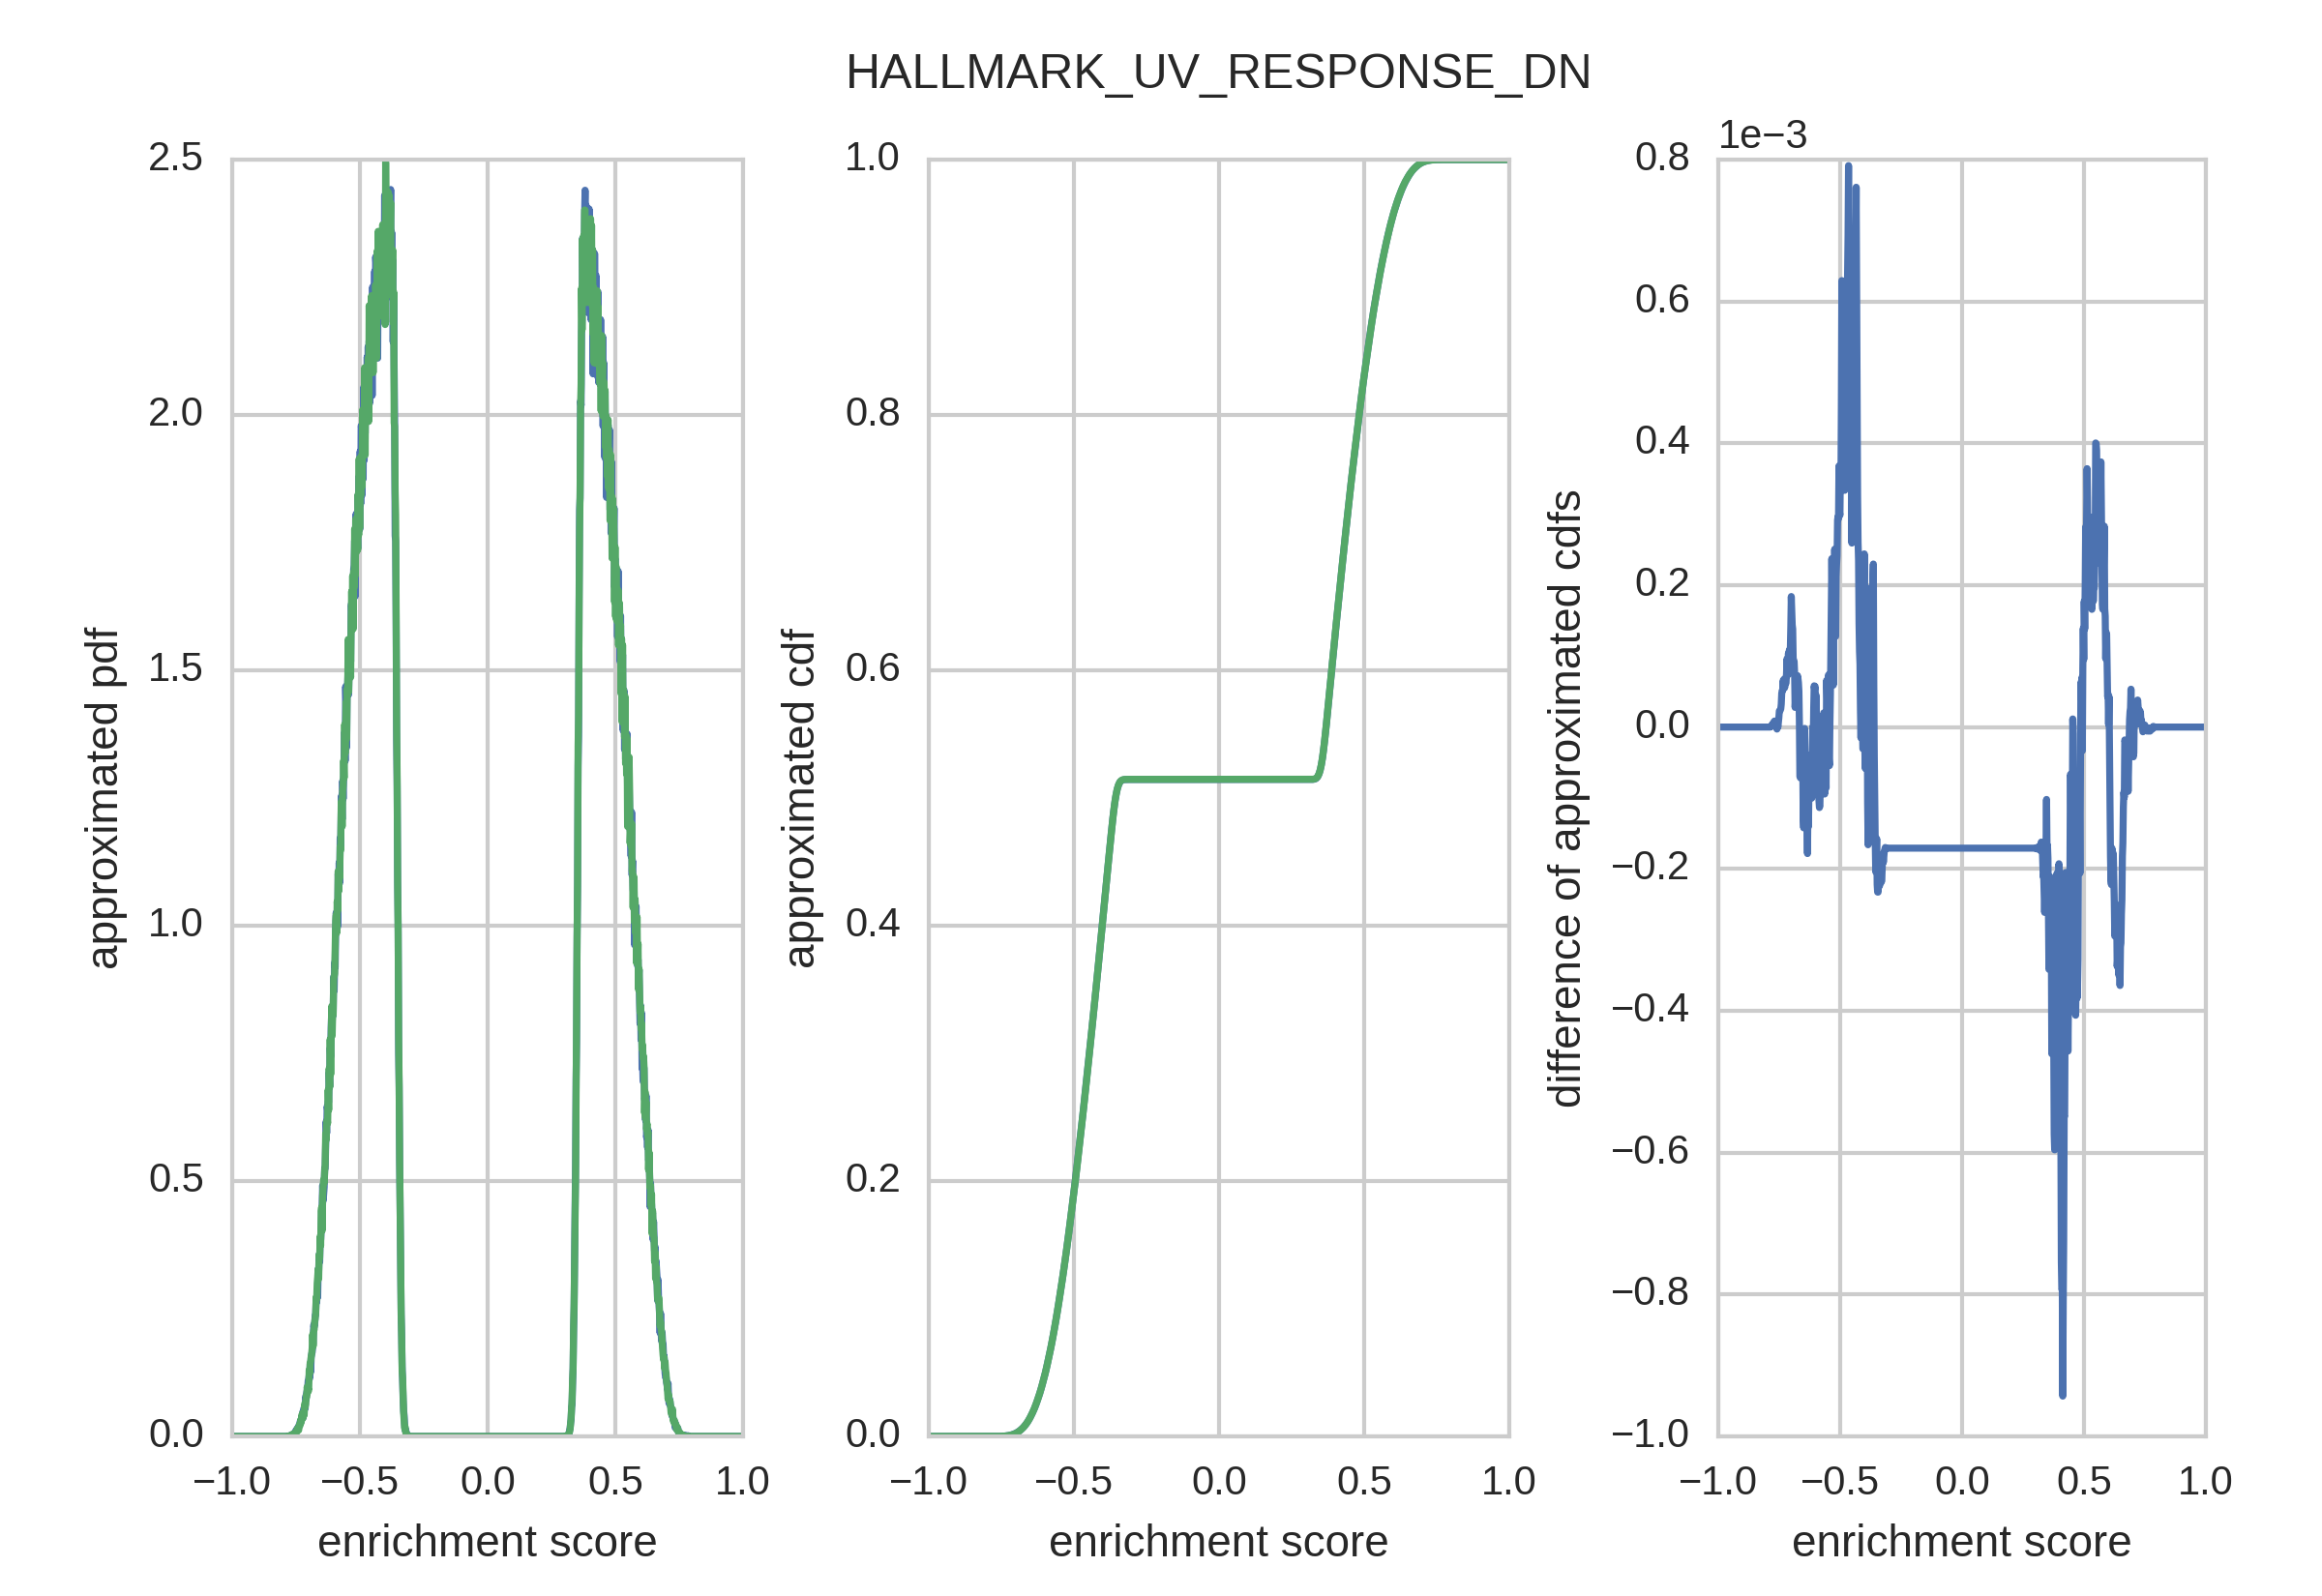 HALLMARK_UV_RESPONSE_DN
approximated pdf
2.5
2.0
1.5
1.0
0.5
0.0
−1.0 −0.5 0.0 0.5 1.0
enrichment score
approximated cdf
1.0
0.8
0.6
0.4
0.2
0.0
−1.0 −0.5 0.0 0.5 1.0
enrichment score
difference of approximated cdfs
1e−3
0.8
0.6
0.4
0.2
0.0
−0.2
−0.4
−0.6
−0.8
−1.0
−1.0 −0.5 0.0 0.5 1.0
enrichment score